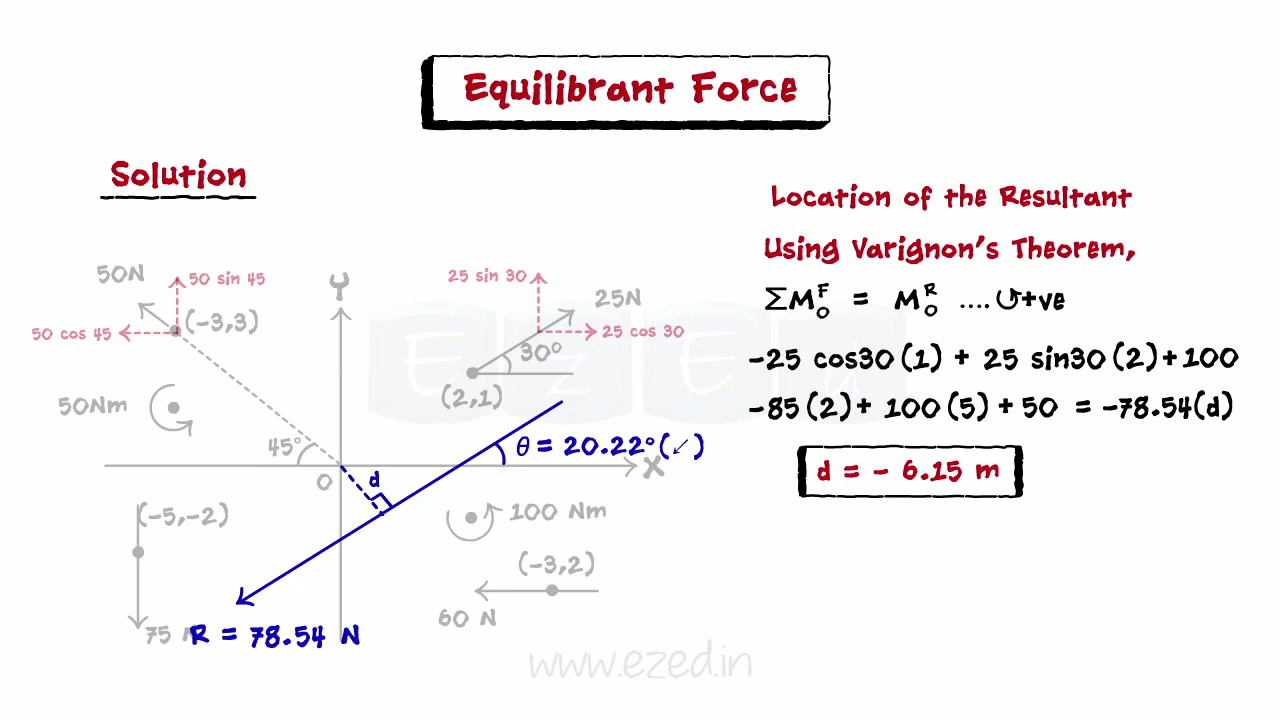 Equilibrant Force
Solution
50N
50 sin 45
50 cos 45
(-3,3)
50Nm
45°
O
Y
X
25 sin 30
25N
25 cos 30
30°
(2,1)
θ = 20.22°(↙)
d
(-5,-2)
75 N
R = 78.54 N
100 Nm
(-3,2)
60 N
Location of the Resultant
Using Varignon's Theorem,
ΣM_O^F = M_O^R ....↺+ve
-25 cos30(1) + 25 sin30(2)+100
-85(2)+ 100(5)+50 = -78.54(d)
d = - 6.15 m
EzEd
www.ezed.in